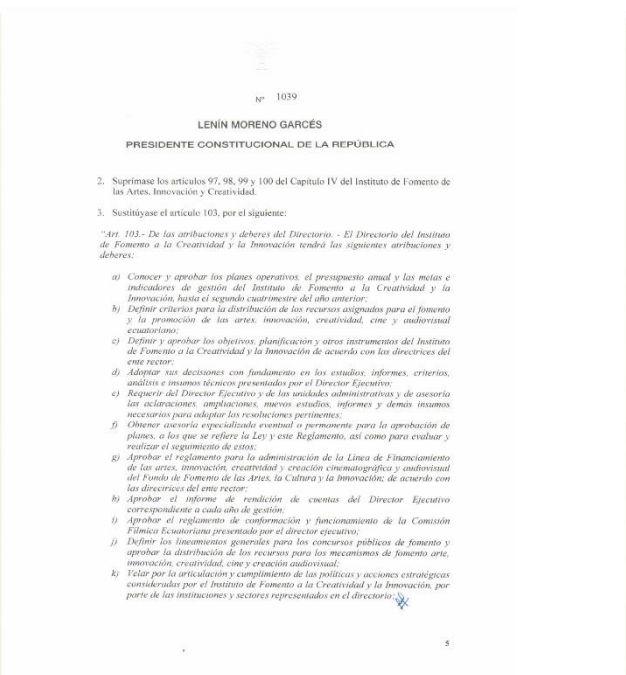 Nº 1039
LENÍN MORENO GARCÉS
PRESIDENTE CONSTITUCIONAL DE LA REPÚBLICA
2. Suprímase los artículos 97, 98, 99 y 100 del Capítulo IV del Instituto de Fomento de
las Artes, Innovación y Creatividad.
3. Sustitúyase el artículo 103, por el siguiente:
"Art. 103.- De las atribuciones y deberes del Directorio. - El Directorio del Instituto
de Fomento a la Creatividad y la Innovación tendrá las siguientes atribuciones y
deberes:
a) Conocer y aprobar los planes operativos, el presupuesto anual y las metas e
indicadores de gestión del Instituto de Fomento a la Creatividad y la
Innovación, hasta el segundo cuatrimestre del año anterior;
b) Definir criterios para la distribución de los recursos asignados para el fomento
y la promoción de las artes, innovación, creatividad, cine y audiovisual
ecuatoriano;
c) Definir y aprobar los objetivos, planificación y otros instrumentos del Instituto
de Fomento a la Creatividad y la Innovación de acuerdo con las directrices del
ente rector;
d) Adoptar sus decisiones con fundamento en los estudios, informes, criterios,
análisis e insumos técnicos presentados por el Director Ejecutivo;
e) Requerir del Director Ejecutivo y de las unidades administrativas y de asesoría
las aclaraciones, ampliaciones, nuevos estudios, informes y demás insumos
necesarios para adoptar las resoluciones pertinentes;
f) Obtener asesoría especializada eventual o permanente para la aprobación de
planes, a los que se refiere la Ley y este Reglamento, así como para evaluar y
realizar el seguimiento de estos;
g) Aprobar el reglamento para la administración de la Línea de Financiamiento
de las artes, innovación, creatividad y creación cinematográfica y audiovisual
del Fondo de Fomento de las Artes, la Cultura y la Innovación; de acuerdo con
las directrices del ente rector;
h) Aprobar el informe de rendición de cuentas del Director Ejecutivo
correspondiente a cada año de gestión;
i) Aprobar el reglamento de conformación y funcionamiento de la Comisión
Fílmica Ecuatoriana presentado por el director ejecutivo;
j) Definir los lineamientos generales para los concursos públicos de fomento y
aprobar la distribución de los recursos para los mecanismos de fomento arte,
innovación, creatividad, cine y creación audiovisual;
k) Velar por la articulación y cumplimiento de las políticas y acciones estratégicas
consideradas por el Instituto de Fomento a la Creatividad y la Innovación, por
parte de las instituciones y sectores representados en el directorio;
5